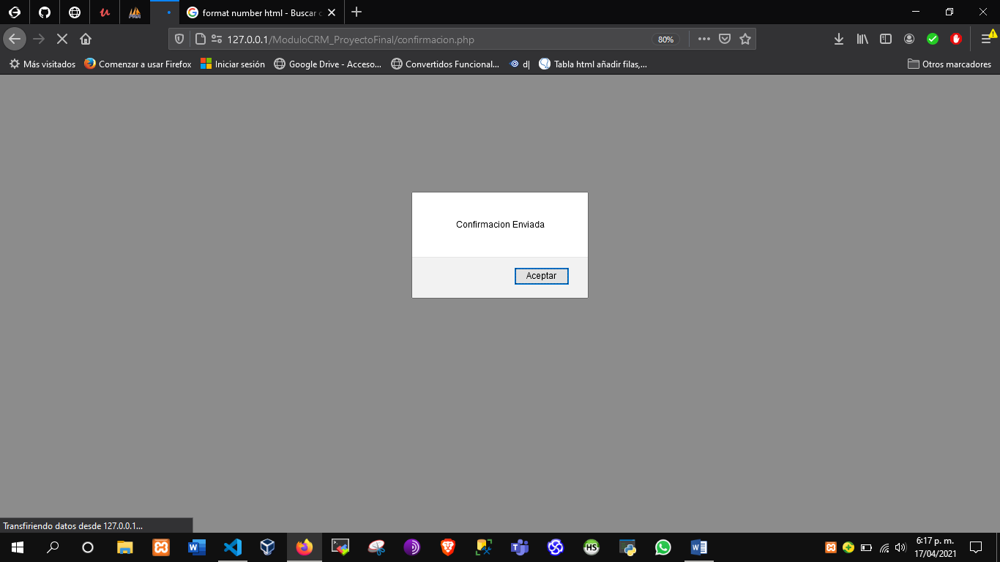 format number html - Buscar c
127.0.0.1/ModuloCRM_ProyectoFinal/confirmacion.php
80%
Más visitados
Comenzar a usar Firefox
Iniciar sesión
Google Drive - Acceso...
Convertidos Funcional...
d|
Tabla html añadir filas,...
Otros marcadores
Confirmacion Enviada
Aceptar
Transfiriendo datos desde 127.0.0.1...
HS
6:17 p. m.
17/04/2021